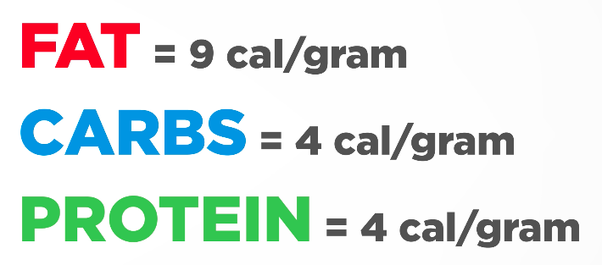 FAT = 9 cal/gram
CARBS = 4 cal/gram
PROTEIN = 4 cal/gram